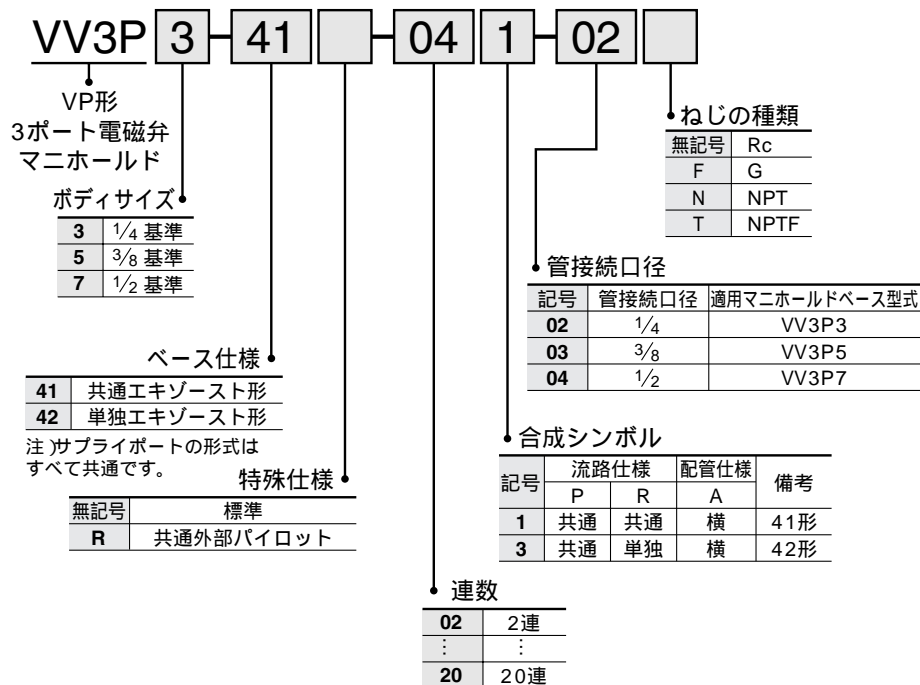 VV3P 3-41 -04 1-02
VP形
3ポート電磁弁
マニホールド
ボディサイズ
3 1/4 基準
5 3/8 基準
7 1/2 基準
ベース仕様
41 共通エキゾースト形
42 単独エキゾースト形
注)サプライポートの形式は
すべて共通です。
特殊仕様
無記号 標準
R 共通外部パイロット
連数
02 2連
⋮ ⋮
20 20連
合成シンボル
記号 流路仕様 配管仕様 備考
P R A
1 共通 共通 横 41形
3 共通 単独 横 42形
管接続口径
記号 管接続口径 適用マニホールドベース型式
02 1/4 VV3P3
03 3/8 VV3P5
04 1/2 VV3P7
ねじの種類
無記号 Rc
F G
N NPT
T NPTF